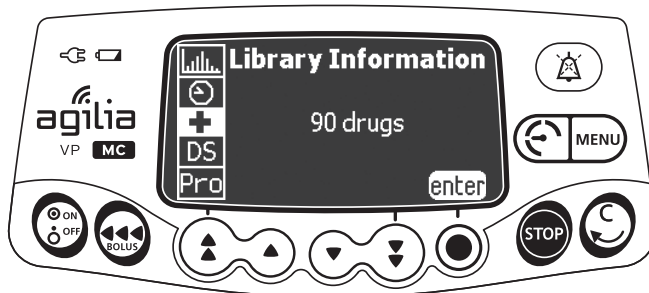 Library Information
90 drugs
DS
Pro
enter
agilia
VP MC
MENU
ON
OFF
BOLUS
STOP
C